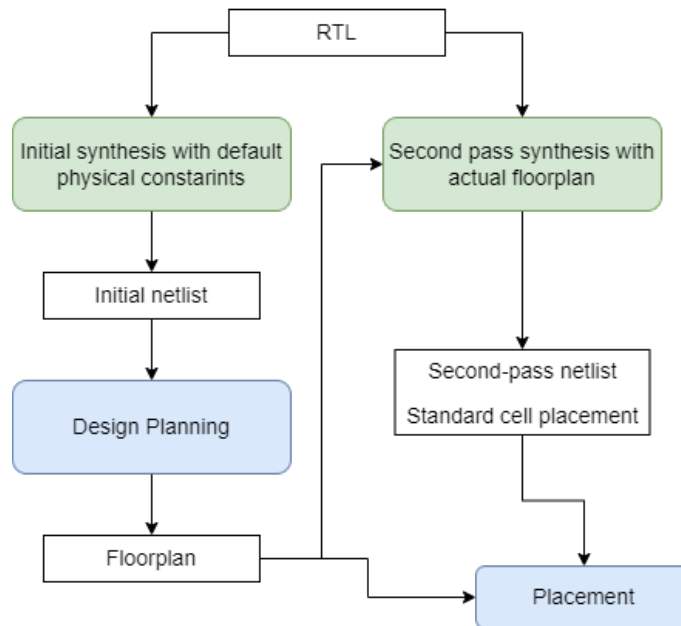 RTL
Initial synthesis with default
physical constarints
Second pass synthesis with
actual floorplan
Initial netlist
Second-pass netlist
Standard cell placement
Design Planning
Floorplan
Placement